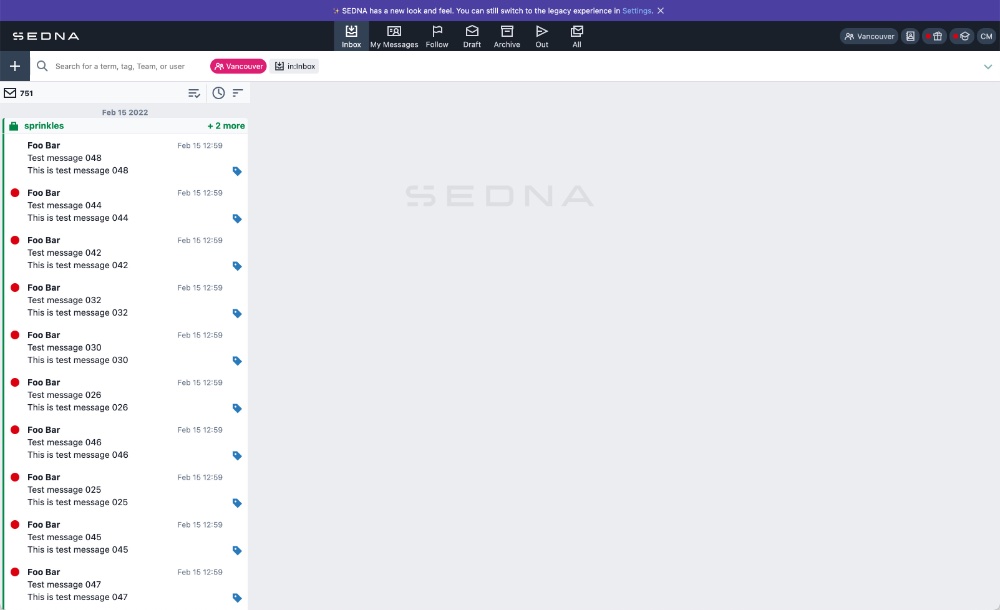 ✨ SEDNA has a new look and feel. You can still switch to the legacy experience in Settings.
SEDNA
Inbox
My Messages
Follow
Draft
Archive
Out
All
Vancouver
CM
Search for a term, tag, Team, or user
Vancouver
in:Inbox
751
Feb 15 2022
sprinkles + 2 more
Foo Bar Feb 15 12:59
Test message 048
This is test message 048
Foo Bar Feb 15 12:59
Test message 044
This is test message 044
Foo Bar Feb 15 12:59
Test message 042
This is test message 042
Foo Bar Feb 15 12:59
Test message 032
This is test message 032
Foo Bar Feb 15 12:59
Test message 030
This is test message 030
Foo Bar Feb 15 12:59
Test message 026
This is test message 026
Foo Bar Feb 15 12:59
Test message 046
This is test message 046
Foo Bar Feb 15 12:59
Test message 025
This is test message 025
Foo Bar Feb 15 12:59
Test message 045
This is test message 045
Foo Bar Feb 15 12:59
Test message 047
This is test message 047
SEDNA